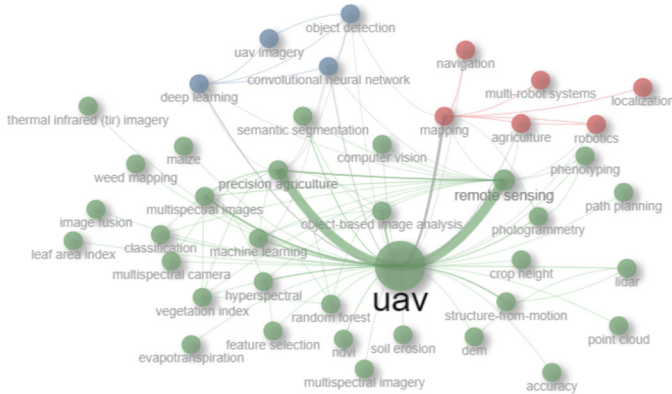 object detection
uav imagery
navigation
convolutional neural network
deep learning
multi-robot systems
localization
thermal infrared (tir) imagery
semantic segmentation
mapping
agriculture
robotics
maize
computer vision
phenotyping
weed mapping
precision agriculture
remote sensing
path planning
multispectral images
image fusion
object-based image analysis
photogrammetry
classification
machine learning
leaf area index
multispectral camera
crop height
lidar
hyperspectral
uav
vegetation index
random forest
structure-from-motion
feature selection
soil erosion
point cloud
ndvi
dem
evapotranspiration
multispectral imagery
accuracy